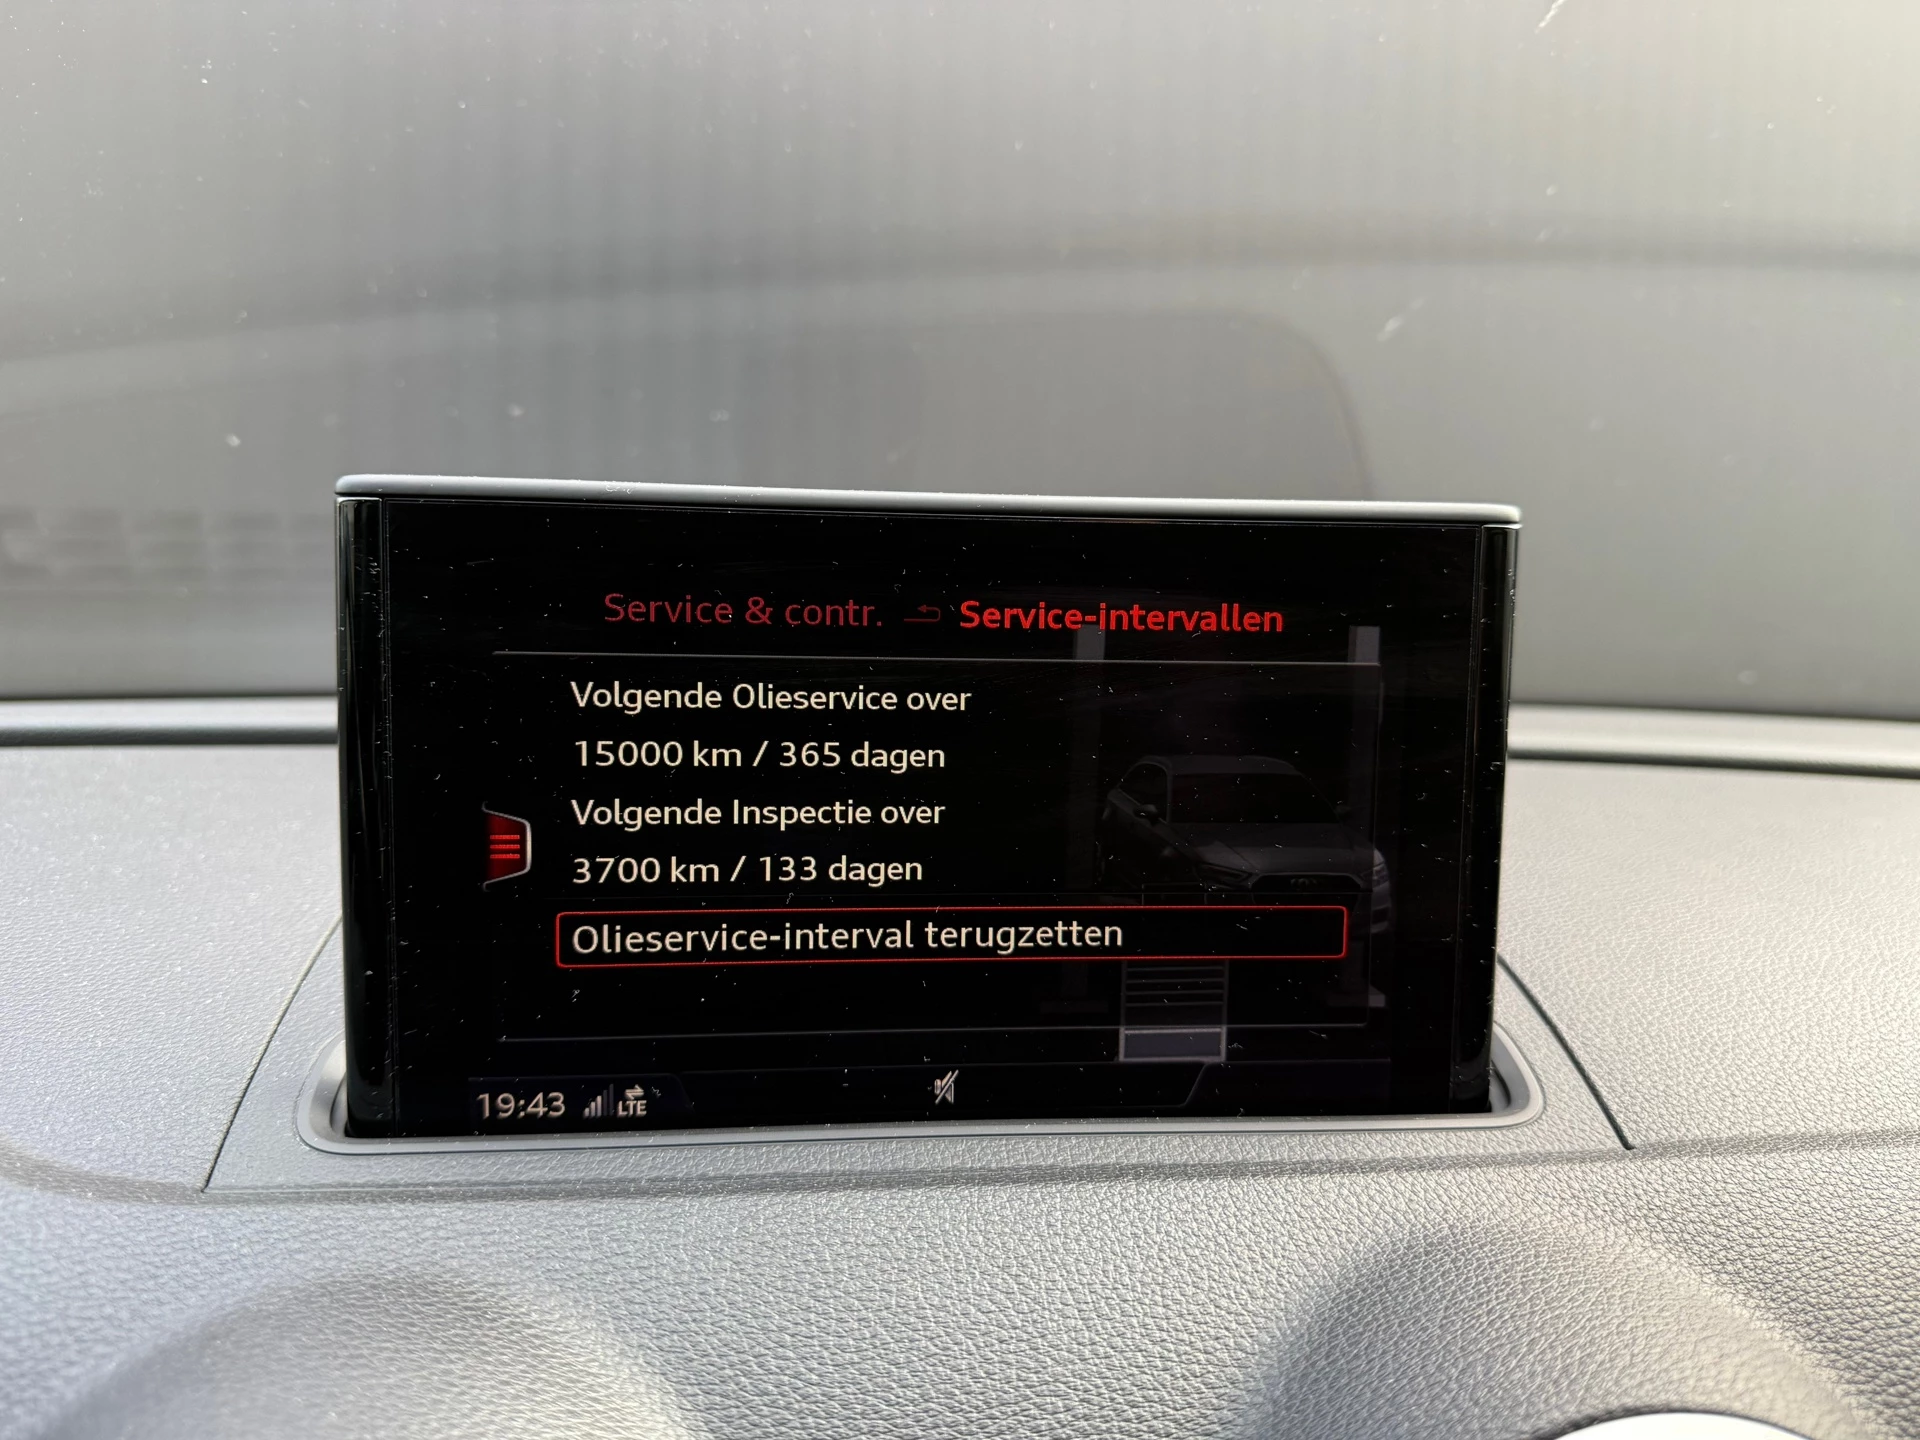 Service & contr. Service-intervallen
Volgende Olieservice over
15000 km / 365 dagen
Volgende Inspectie over
3700 km / 133 dagen
Olieservice-interval terugzetten
19:43 LTE